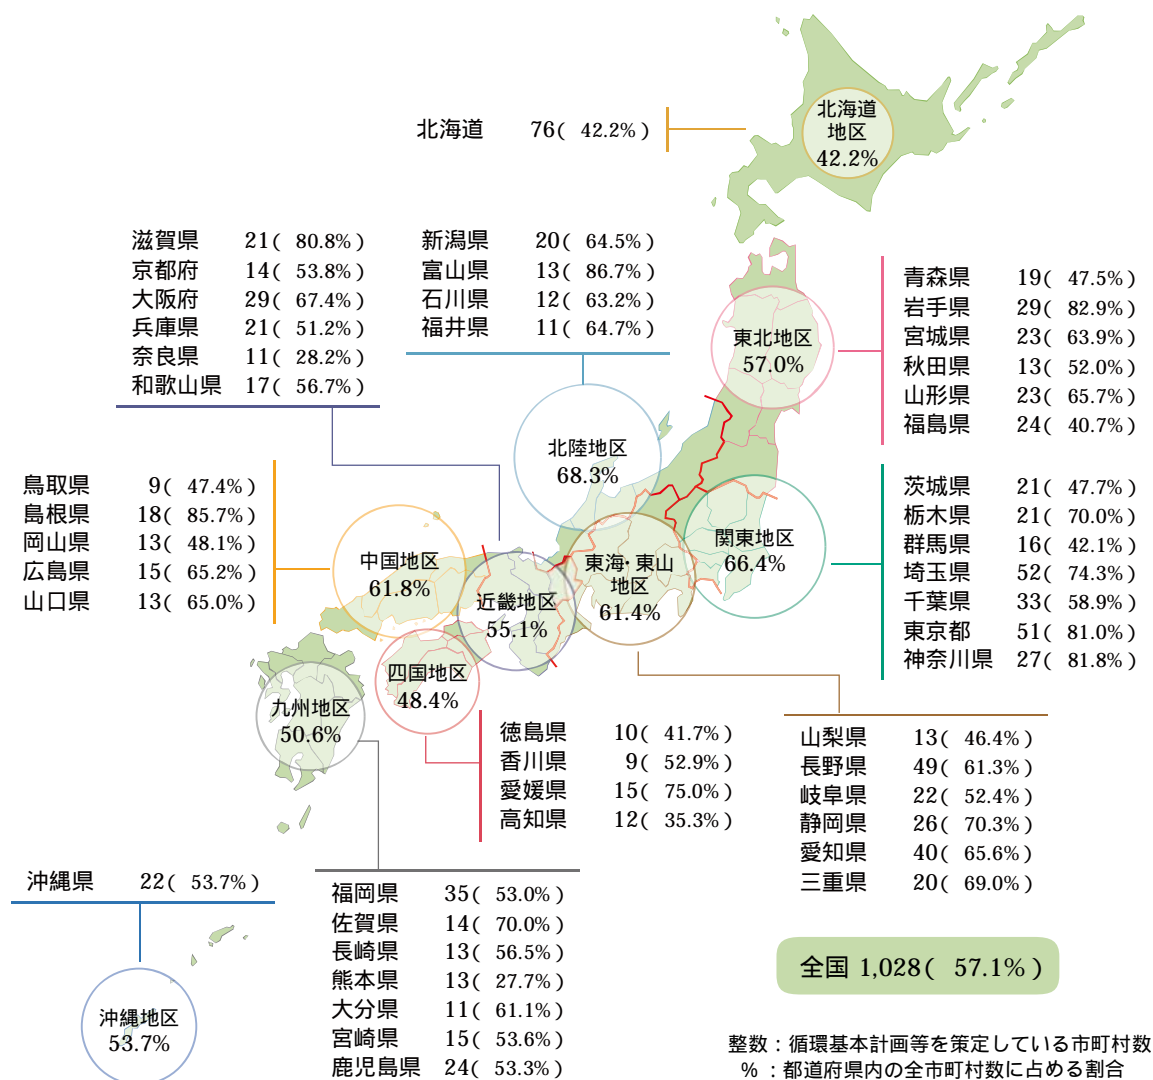 北海道 76( 42.2%)
北海道
地区
42.2%
滋賀県 21( 80.8%)
京都府 14( 53.8%)
大阪府 29( 67.4%)
兵庫県 21( 51.2%)
奈良県 11( 28.2%)
和歌山県 17( 56.7%)
新潟県 20( 64.5%)
富山県 13( 86.7%)
石川県 12( 63.2%)
福井県 11( 64.7%)
青森県 19( 47.5%)
岩手県 29( 82.9%)
宮城県 23( 63.9%)
秋田県 13( 52.0%)
山形県 23( 65.7%)
福島県 24( 40.7%)
東北地区
57.0%
北陸地区
68.3%
鳥取県 9( 47.4%)
島根県 18( 85.7%)
岡山県 13( 48.1%)
広島県 15( 65.2%)
山口県 13( 65.0%)
茨城県 21( 47.7%)
栃木県 21( 70.0%)
群馬県 16( 42.1%)
埼玉県 52( 74.3%)
千葉県 33( 58.9%)
東京都 51( 81.0%)
神奈川県 27( 81.8%)
中国地区
61.8%
近畿地区
55.1%
東海・東山
地区
61.4%
関東地区
66.4%
四国地区
48.4%
九州地区
50.6%
徳島県 10( 41.7%)
香川県 9( 52.9%)
愛媛県 15( 75.0%)
高知県 12( 35.3%)
山梨県 13( 46.4%)
長野県 49( 61.3%)
岐阜県 22( 52.4%)
静岡県 26( 70.3%)
愛知県 40( 65.6%)
三重県 20( 69.0%)
沖縄県 22( 53.7%)
福岡県 35( 53.0%)
佐賀県 14( 70.0%)
長崎県 13( 56.5%)
熊本県 13( 27.7%)
大分県 11( 61.1%)
宮崎県 15( 53.6%)
鹿児島県 24( 53.3%)
沖縄地区
53.7%
全国 1,028( 57.1%)
整数:循環基本計画等を策定している市町村数
%:都道府県内の全市町村数に占める割合